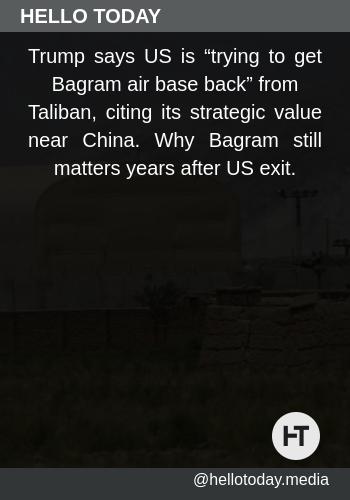 HELLO TODAY
Trump says US is “trying to get
Bagram air base back” from
Taliban, citing its strategic value
near China. Why Bagram still
matters years after US exit.
HT
@hellotoday.media